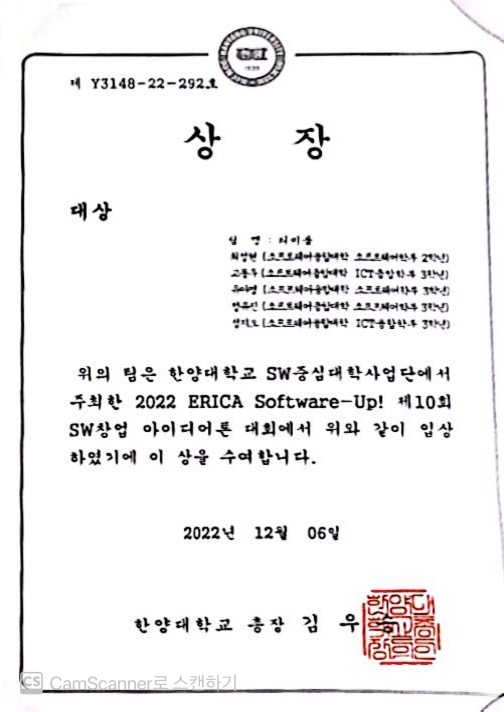 제 Y3148-22-292호
상 장
대상
팀 명 :
(소프트웨어융합대학 소프트웨어학부 2학년)
(소프트웨어융합대학 ICT융합학부 3학년)
(소프트웨어융합대학 소프트웨어학부 3학년)
(소프트웨어융합대학 소프트웨어학부 3학년)
(소프트웨어융합대학 ICT융합학부 3학년)
위의 팀은 한양대학교 SW중심대학사업단에서
주최한 2022 ERICA Software-Up! 제10회
SW창업 아이디어톤 대회에서 위와 같이 입상
하였기에 이 상을 수여합니다.
2022년 12월 06일
한양대학교 총장 김 우 승
CS CamScanner로 스캔하기